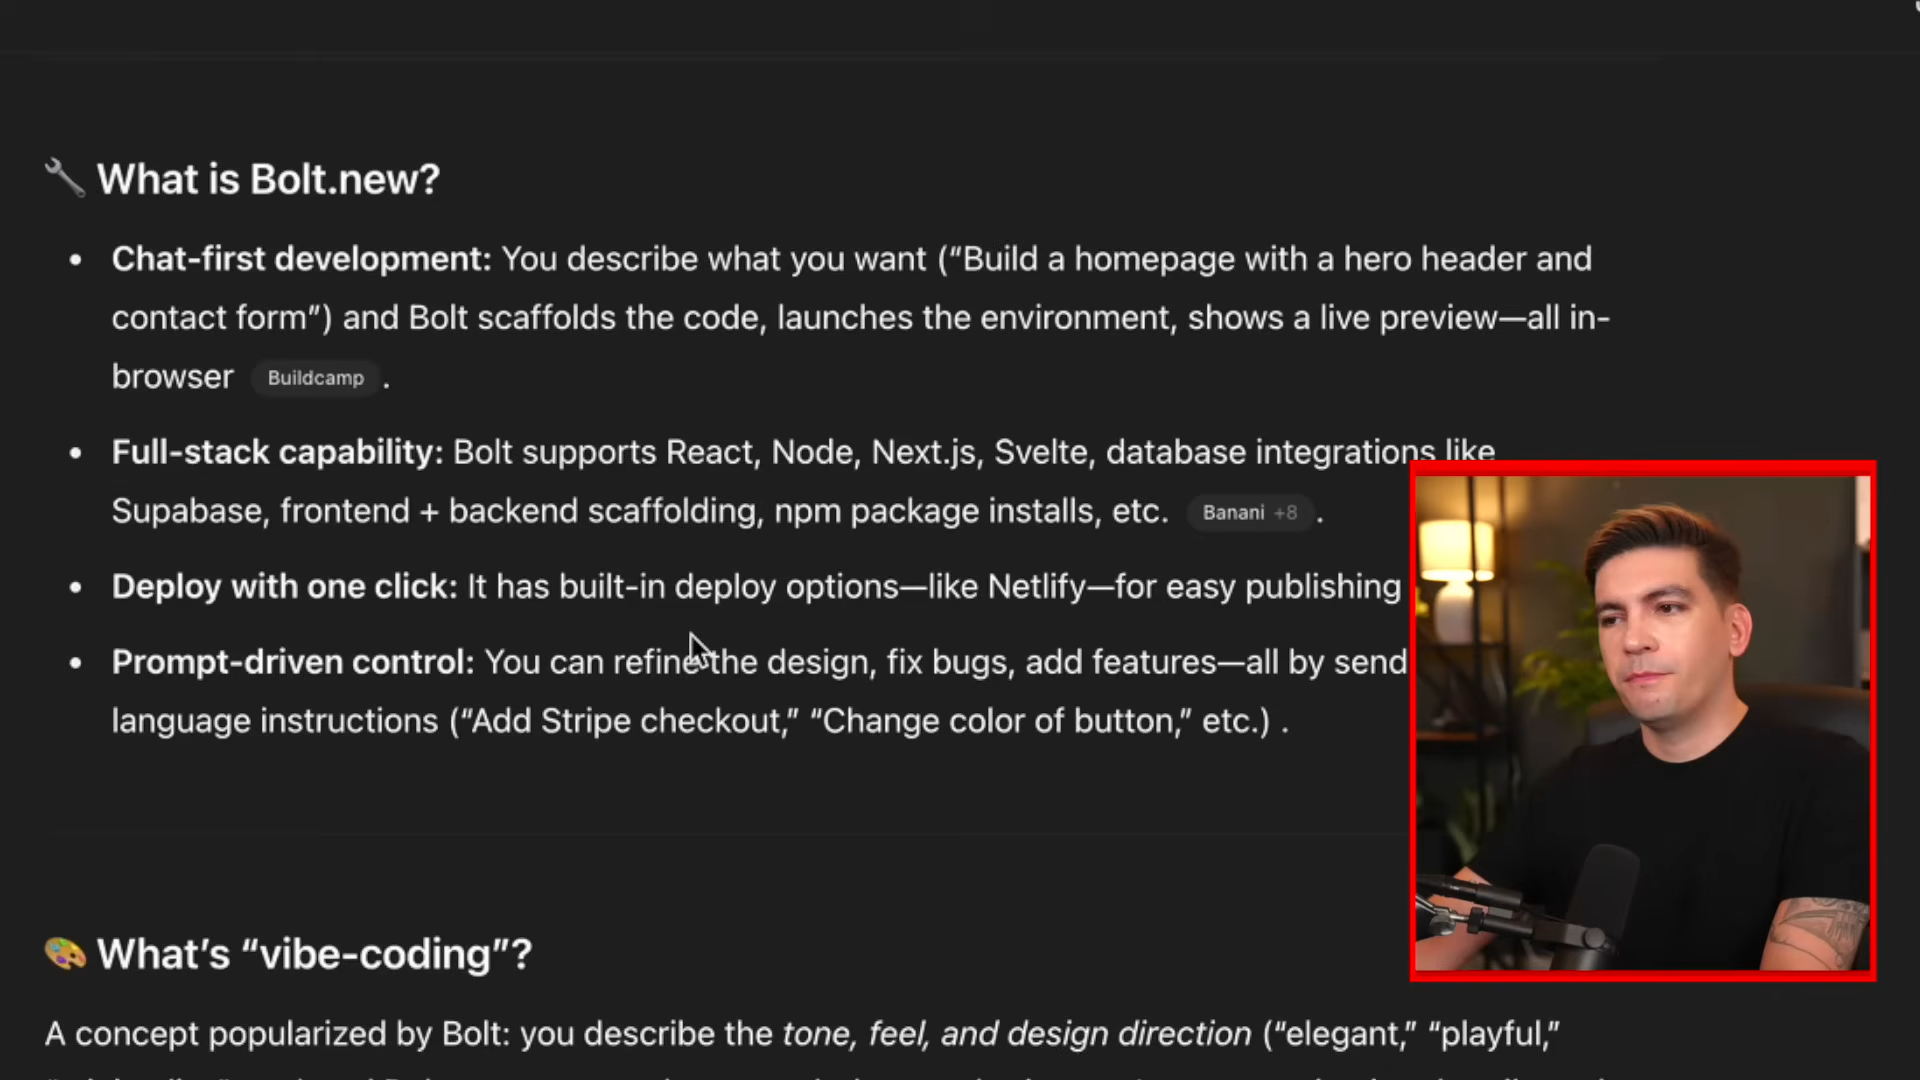 What is Bolt.new?
• Chat-first development: You describe what you want (“Build a homepage with a hero header and
contact form”) and Bolt scaffolds the code, launches the environment, shows a live preview—all in-
browser Buildcamp .
• Full-stack capability: Bolt supports React, Node, Next.js, Svelte, database integrations like
Supabase, frontend + backend scaffolding, npm package installs, etc. Banani +8 .
• Deploy with one click: It has built-in deploy options—like Netlify—for easy publishing
• Prompt-driven control: You can refine the design, fix bugs, add features—all by send
language instructions (“Add Stripe checkout,” “Change color of button,” etc.) .
What’s “vibe-coding”?
A concept popularized by Bolt: you describe the tone, feel, and design direction (“elegant,” “playful,”